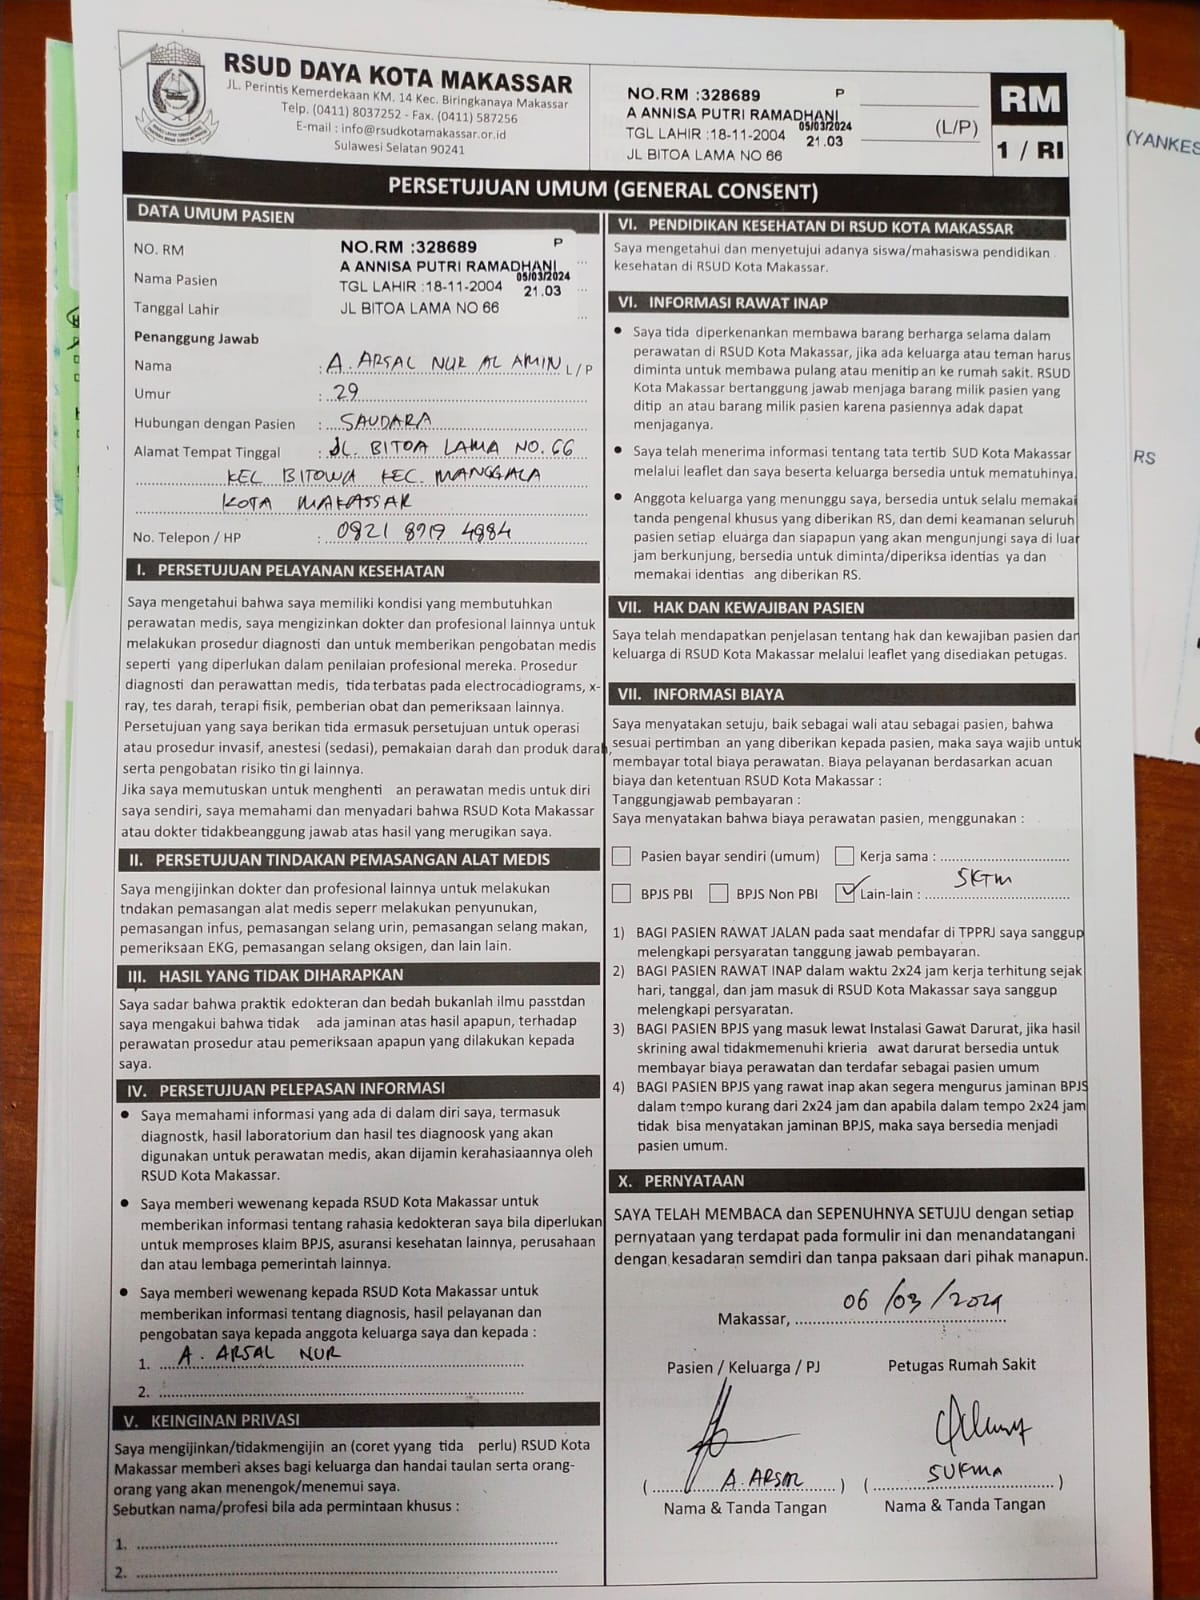 RSUD DAYA KOTA MAKASSAR
JL. Perintis Kemerdekaan KM. 14 Kec. Biringkanaya Makassar
Telp. (0411) 8037252 - Fax. (0411) 587256
E-mail : info@rsudkotamakassar.or.id
Sulawesi Selatan 90241
NO.RM :328689 P
A ANNISA PUTRI RAMADHANI
05/03/2024
TGL LAHIR :18-11-2004 21.03
JL BITOA LAMA NO 66
(L/P)
RM
1 / RI
(YANKES
RS
PERSETUJUAN UMUM (GENERAL CONSENT)
DATA UMUM PASIEN
NO. RM
NO.RM :328689 P
Nama Pasien
A ANNISA PUTRI RAMADHANI
05/03/2024
TGL LAHIR :18-11-2004 21.03
Tanggal Lahir
JL BITOA LAMA NO 66
Penanggung Jawab
Nama : A. ARSAL NUR AL AMIN L/P
Umur : 29
Hubungan dengan Pasien : SAUDARA
Alamat Tempat Tinggal : JL. BITOA LAMA NO. 66
KEL BITOWA KEC. MANGGALA
KOTA MAKASSAR
No. Telepon / HP : 0821 8919 4884
I. PERSETUJUAN PELAYANAN KESEHATAN
Saya mengetahui bahwa saya memiliki kondisi yang membutuhkan
perawatan medis, saya mengizinkan dokter dan profesional lainnya untuk
melakukan prosedur diagnosti dan untuk memberikan pengobatan medis
seperti yang diperlukan dalam penilaian profesional mereka. Prosedur
diagnosti dan perawattan medis, tida terbatas pada electrocadiograms, x-
ray, tes darah, terapi fisik, pemberian obat dan pemeriksaan lainnya.
Persetujuan yang saya berikan tida ermasuk persetujuan untuk operasi
atau prosedur invasif, anestesi (sedasi), pemakaian darah dan produk darah,
serta pengobatan risiko tin gi lainnya.
Jika saya memutuskan untuk menghenti an perawatan medis untuk diri
saya sendiri, saya memahami dan menyadari bahwa RSUD Kota Makassar
atau dokter tidakbeanggung jawab atas hasil yang merugikan saya.
II. PERSETUJUAN TINDAKAN PEMASANGAN ALAT MEDIS
Saya mengijinkan dokter dan profesional lainnya untuk melakukan
tndakan pemasangan alat medis seperr melakukan penyunukan,
pemasangan infus, pemasangan selang urin, pemasangan selang makan,
pemeriksaan EKG, pemasangan selang oksigen, dan lain lain.
III. HASIL YANG TIDAK DIHARAPKAN
Saya sadar bahwa praktik edokteran dan bedah bukanlah ilmu passtdan
saya mengakui bahwa tidak ada jaminan atas hasil apapun, terhadap
perawatan prosedur atau pemeriksaan apapun yang dilakukan kepada
saya.
IV. PERSETUJUAN PELEPASAN INFORMASI
• Saya memahami informasi yang ada di dalam diri saya, termasuk
diagnostk, hasil laboratorium dan hasil tes diagnoosk yang akan
digunakan untuk perawatan medis, akan dijamin kerahasiaannya oleh
RSUD Kota Makassar.
• Saya memberi wewenang kepada RSUD Kota Makassar untuk
memberikan informasi tentang rahasia kedokteran saya bila diperlukan
untuk memproses klaim BPJS, asuransi kesehatan lainnya, perusahaan
dan atau lembaga pemerintah lainnya.
• Saya memberi wewenang kepada RSUD Kota Makassar untuk
memberikan informasi tentang diagnosis, hasil pelayanan dan
pengobatan saya kepada anggota keluarga saya dan kepada :
1. A. ARSAL NUR
2.
V. KEINGINAN PRIVASI
Saya mengijinkan/tidakmengijin an (coret yyang tida perlu) RSUD Kota
Makassar memberi akses bagi keluarga dan handai taulan serta orang-
orang yang akan menengok/menemui saya.
Sebutkan nama/profesi bila ada permintaan khusus :
1.
2.
VI. PENDIDIKAN KESEHATAN DI RSUD KOTA MAKASSAR
Saya mengetahui dan menyetujui adanya siswa/mahasiswa pendidikan
kesehatan di RSUD Kota Makassar.
VI. INFORMASI RAWAT INAP
• Saya tida diperkenankan membawa barang berharga selama dalam
perawatan di RSUD Kota Makassar, jika ada keluarga atau teman harus
diminta untuk membawa pulang atau menitip an ke rumah sakit. RSUD
Kota Makassar bertanggung jawab menjaga barang milik pasien yang
ditip an atau barang milik pasien karena pasiennya adak dapat
menjaganya.
• Saya telah menerima informasi tentang tata tertib SUD Kota Makassar
melalui leaflet dan saya beserta keluarga bersedia untuk mematuhinya.
• Anggota keluarga yang menunggu saya, bersedia untuk selalu memakai
tanda pengenal khusus yang diberikan RS, dan demi keamanan seluruh
pasien setiap eluarga dan siapapun yang akan mengunjungi saya di luar
jam berkunjung, bersedia untuk diminta/diperiksa identias ya dan
memakai identias ang diberikan RS.
VII. HAK DAN KEWAJIBAN PASIEN
Saya telah mendapatkan penjelasan tentang hak dan kewajiban pasien dan
keluarga di RSUD Kota Makassar melalui leaflet yang disediakan petugas.
VII. INFORMASI BIAYA
Saya menyatakan setuju, baik sebagai wali atau sebagai pasien, bahwa
sesuai pertimban an yang diberikan kepada pasien, maka saya wajib untuk
membayar total biaya perawatan. Biaya pelayanan berdasarkan acuan
biaya dan ketentuan RSUD Kota Makassar :
Tanggungjawab pembayaran :
Saya menyatakan bahwa biaya perawatan pasien, menggunakan :
Pasien bayar sendiri (umum) Kerja sama :
BPJS PBI BPJS Non PBI ✓ Lain-lain : SKTM
1) BAGI PASIEN RAWAT JALAN pada saat mendafar di TPPRJ saya sanggup
melengkapi persyaratan tanggung jawab pembayaran.
2) BAGI PASIEN RAWAT INAP dalam waktu 2x24 jam kerja terhitung sejak
hari, tanggal, dan jam masuk di RSUD Kota Makassar saya sanggup
melengkapi persyaratan.
3) BAGI PASIEN BPJS yang masuk lewat Instalasi Gawat Darurat, jika hasil
skrining awal tidakmemenuhi krieria awat darurat bersedia untuk
membayar biaya perawatan dan terdafar sebagai pasien umum
4) BAGI PASIEN BPJS yang rawat inap akan segera mengurus jaminan BPJS
dalam tempo kurang dari 2x24 jam dan apabila dalam tempo 2x24 jam
tidak bisa menyatakan jaminan BPJS, maka saya bersedia menjadi
pasien umum.
X. PERNYATAAN
SAYA TELAH MEMBACA dan SEPENUHNYA SETUJU dengan setiap
pernyataan yang terdapat pada formulir ini dan menandatangani
dengan kesadaran semdiri dan tanpa paksaan dari pihak manapun.
Makassar, 06 /03 /2024
Pasien / Keluarga / PJ Petugas Rumah Sakit
( A. ARSAL ) ( SUKMA )
Nama & Tanda Tangan Nama & Tanda Tangan